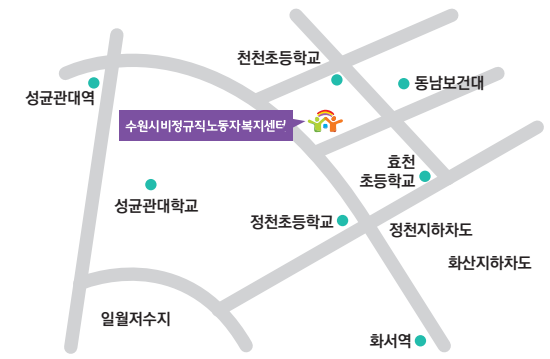 천천초등학교
동남보건대
성균관대역
수원시비정규직노동자복지센터
효천
초등학교
성균관대학교
정천초등학교
정천지하차도
화산지하차도
일월저수지
화서역